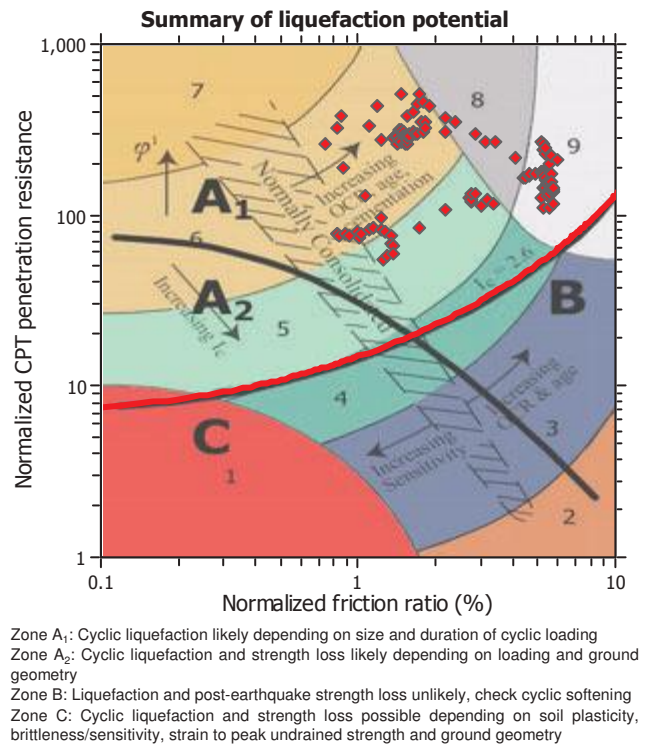 Summary of liquefaction potential
Normalized CPT penetration resistance
1,000
100
10
1
0.1
1
10
Normalized friction ratio (%)
7
8
9
φ'
A1
Increasing
OCR, age,
cementation
Normally Consolidated
6
A2
Increasing Ic
5
Ic = 2.6
B
4
C
1
Increasing
OCR & age
3
Increasing
Sensitivity
2
Zone A1: Cyclic liquefaction likely depending on size and duration of cyclic loading
Zone A2: Cyclic liquefaction and strength loss likely depending on loading and ground
geometry
Zone B: Liquefaction and post-earthquake strength loss unlikely, check cyclic softening
Zone C: Cyclic liquefaction and strength loss possible depending on soil plasticity,
brittleness/sensitivity, strain to peak undrained strength and ground geometry